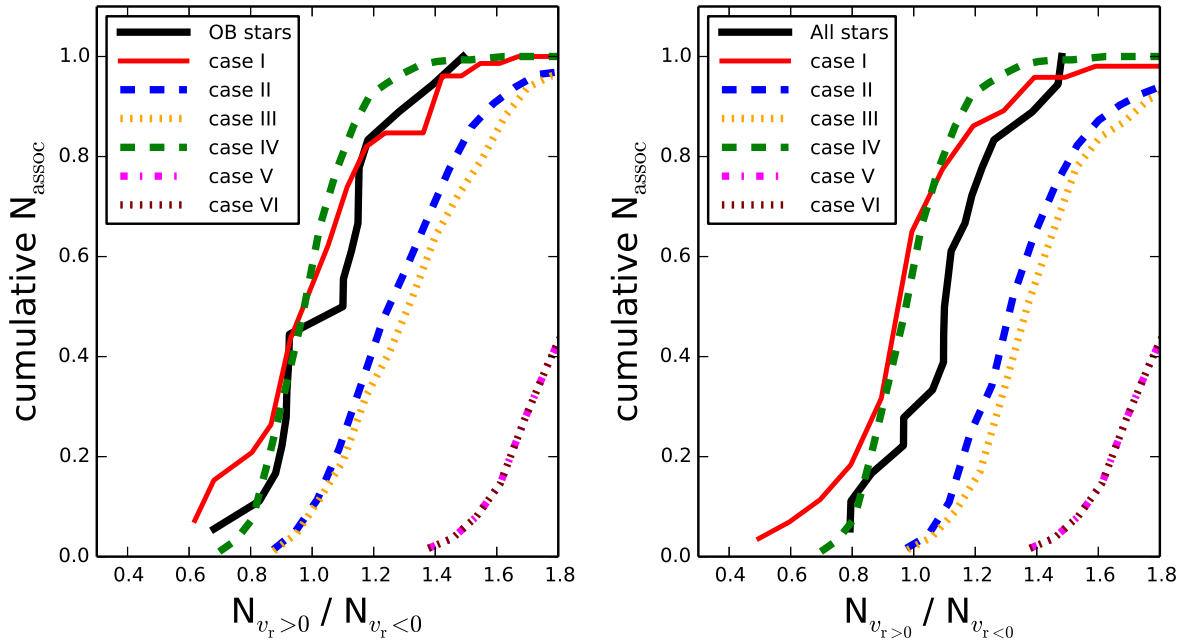 OB stars
case I
case II
case III
case IV
case V
case VI
cumulative N_assoc
1.0
0.8
0.6
0.4
0.2
0.0
0.4 0.6 0.8 1.0 1.2 1.4 1.6 1.8
N_{v_r>0} / N_{v_r<0}
All stars
case I
case II
case III
case IV
case V
case VI
cumulative N_assoc
1.0
0.8
0.6
0.4
0.2
0.0
0.4 0.6 0.8 1.0 1.2 1.4 1.6 1.8
N_{v_r>0} / N_{v_r<0}